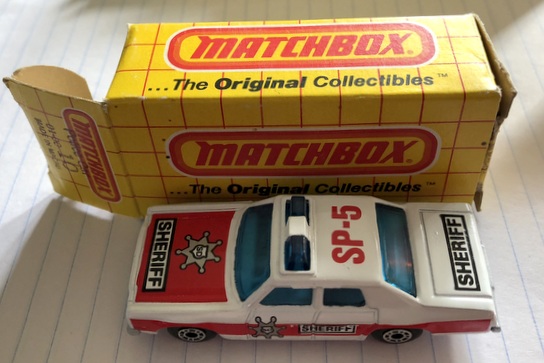 MATCHBOX®
...The Original Collectibles™
MATCHBOX®
...The Original Collectibles™
MATCHBOX
SP-5
SHERIFF
SHERIFF
SHERIFF